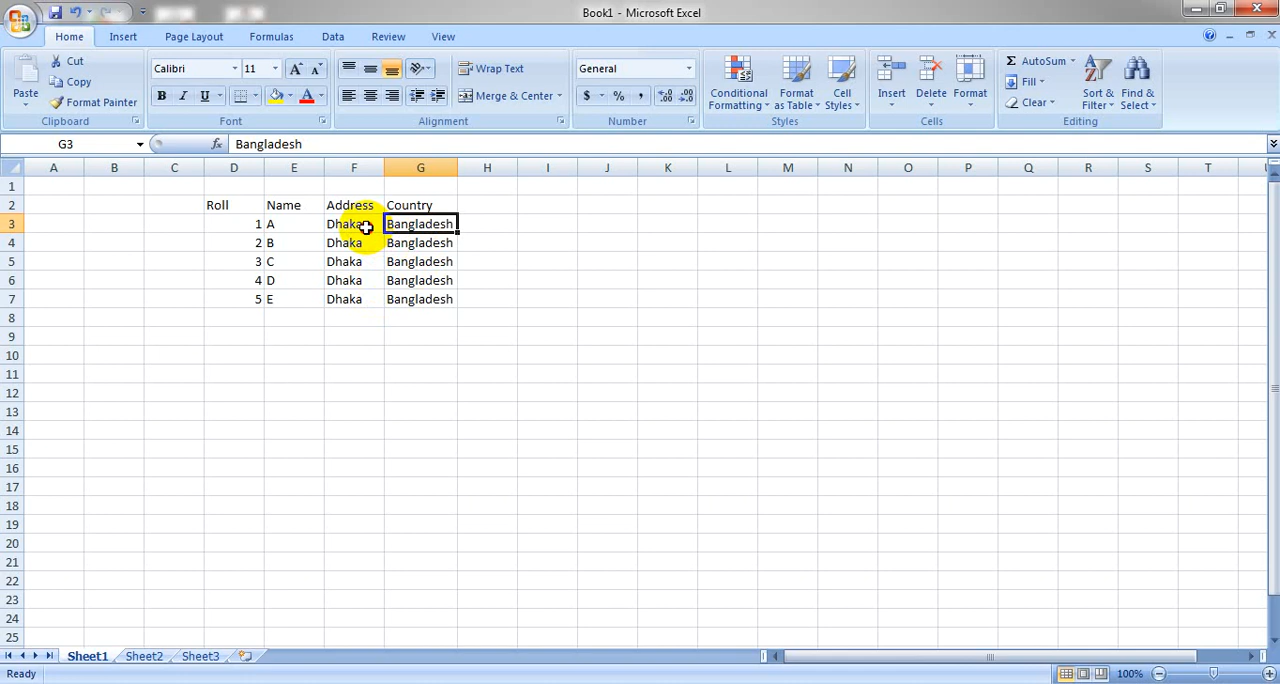 Book1 - Microsoft Excel
Home Insert Page Layout Formulas Data Review View
Paste Cut Copy Format Painter Clipboard
Calibri 11 B I U A Font
Wrap Text Merge & Center Alignment
General $ % , Number
Conditional Formatting Format as Table Cell Styles Styles
Insert Delete Format Cells
Σ AutoSum Fill Clear Sort & Filter Find & Select Editing
G3 fx Bangladesh
A B C D E F G H I J K L M N O P Q R S T
1
2 Roll Name Address Country
3 1 A Dhaka Bangladesh
4 2 B Dhaka Bangladesh
5 3 C Dhaka Bangladesh
6 4 D Dhaka Bangladesh
7 5 E Dhaka Bangladesh
8
9
10
11
12
13
14
15
16
17
18
19
20
21
22
23
24
25
Sheet1 Sheet2 Sheet3
Ready 100%